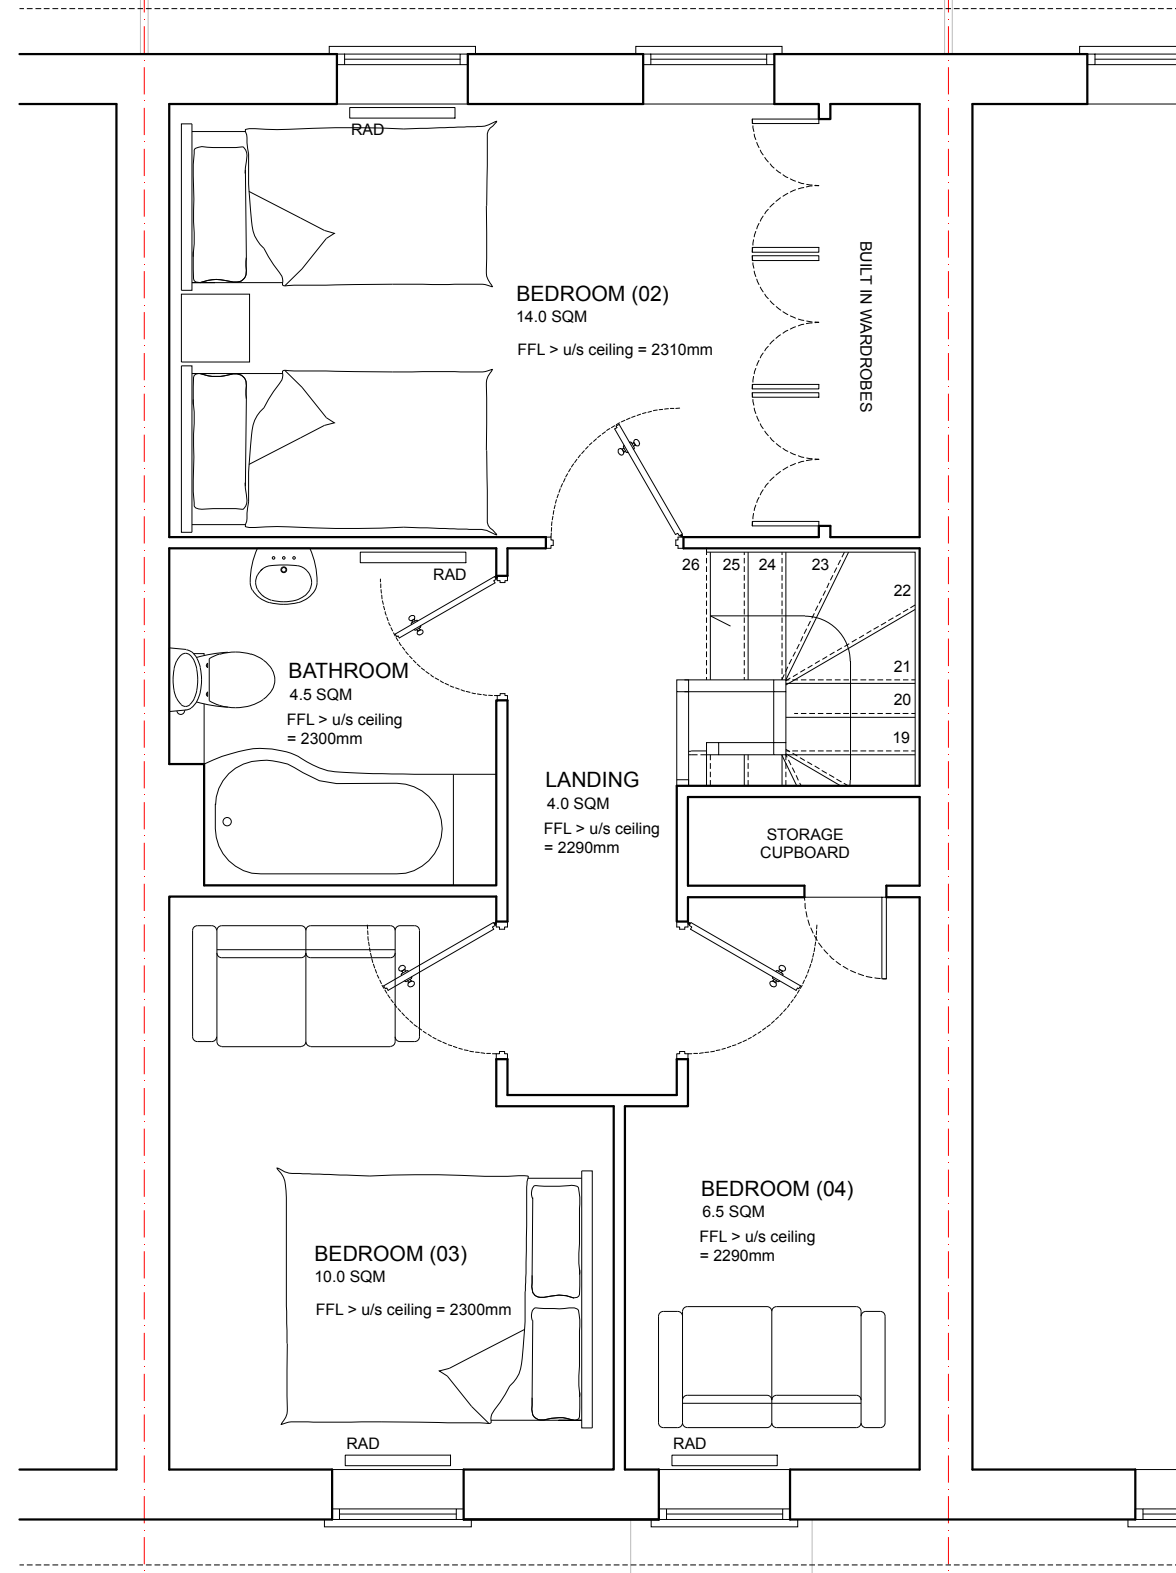 RAD
BEDROOM (02)
14.0 SQM
FFL > u/s ceiling = 2310mm
BUILT IN WARDROBES
RAD
26
25
24
23
22
21
20
19
BATHROOM
4.5 SQM
FFL > u/s ceiling
= 2300mm
LANDING
4.0 SQM
FFL > u/s ceiling
= 2290mm
STORAGE
CUPBOARD
BEDROOM (03)
10.0 SQM
FFL > u/s ceiling = 2300mm
BEDROOM (04)
6.5 SQM
FFL > u/s ceiling
= 2290mm
RAD
RAD